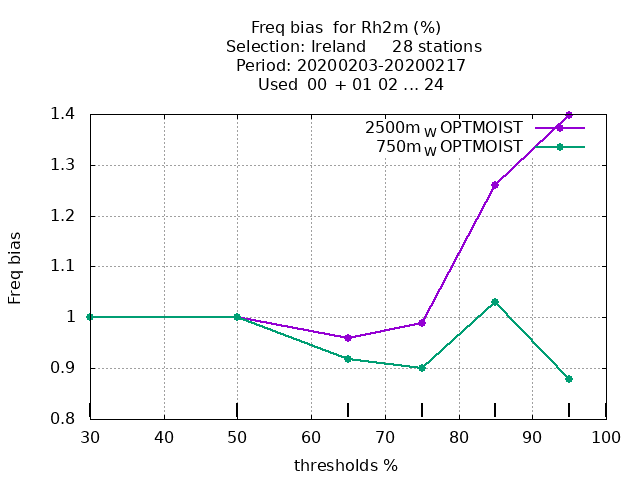 Freq bias for Rh2m (%)
Selection: Ireland 28 stations
Period: 20200203-20200217
Used 00 + 01 02 ... 24
1.4
1.3
1.2
1.1
1
0.9
0.8
Freq bias
2500m W OPTMOIST
750m W OPTMOIST
30 40 50 60 70 80 90 100
thresholds %